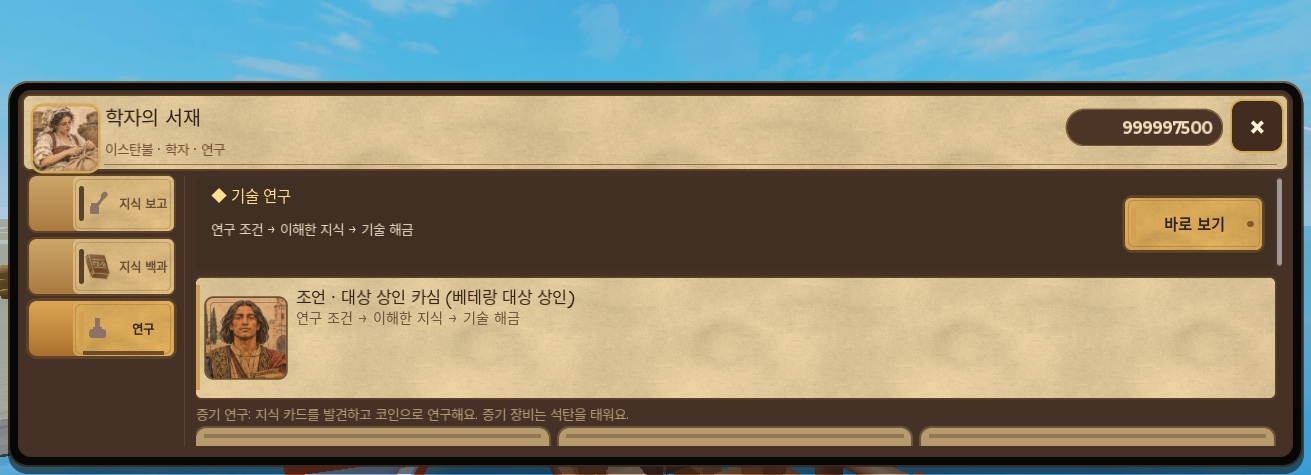 학자의 서재
이스탄불 · 학자 · 연구
999997500
×
지식 보고
지식 백과
연구
◆ 기술 연구
연구 조건 → 이해한 지식 → 기술 해금
바로 보기
조언 · 대상 상인 카심 (베테랑 대상 상인)
연구 조건 → 이해한 지식 → 기술 해금
증기 연구: 지식 카드를 발견하고 코인으로 연구해요. 증기 장비는 석탄을 태워요.